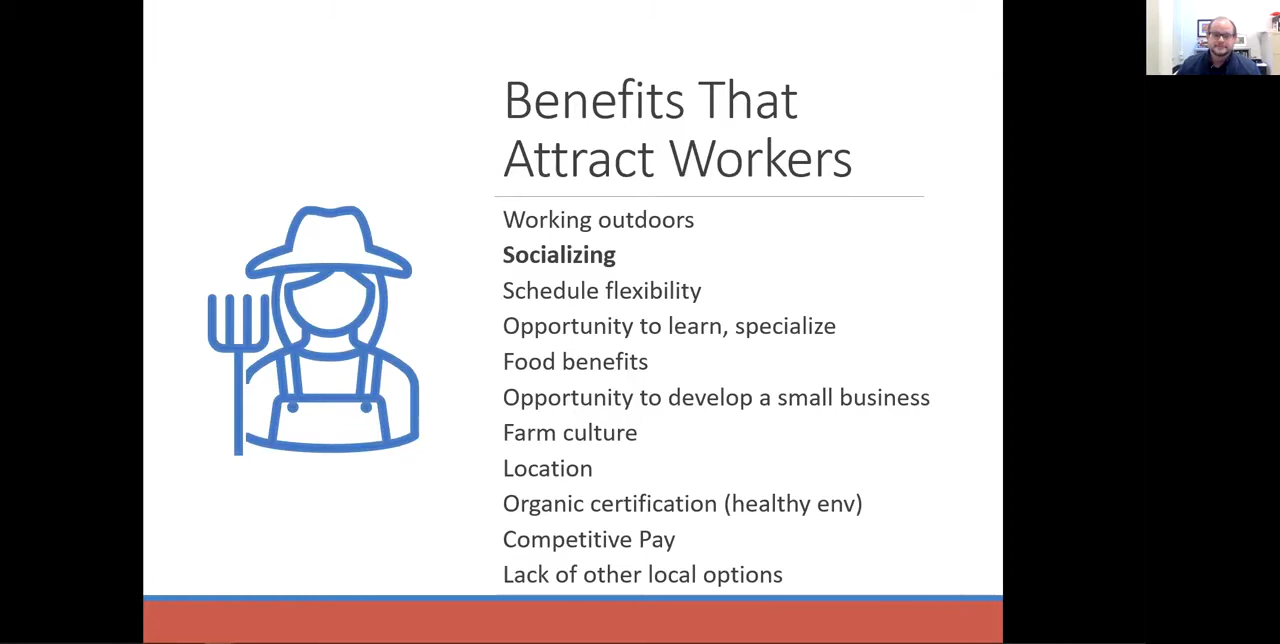 Benefits That
Attract Workers
Working outdoors
Socializing
Schedule flexibility
Opportunity to learn, specialize
Food benefits
Opportunity to develop a small business
Farm culture
Location
Organic certification (healthy env)
Competitive Pay
Lack of other local options